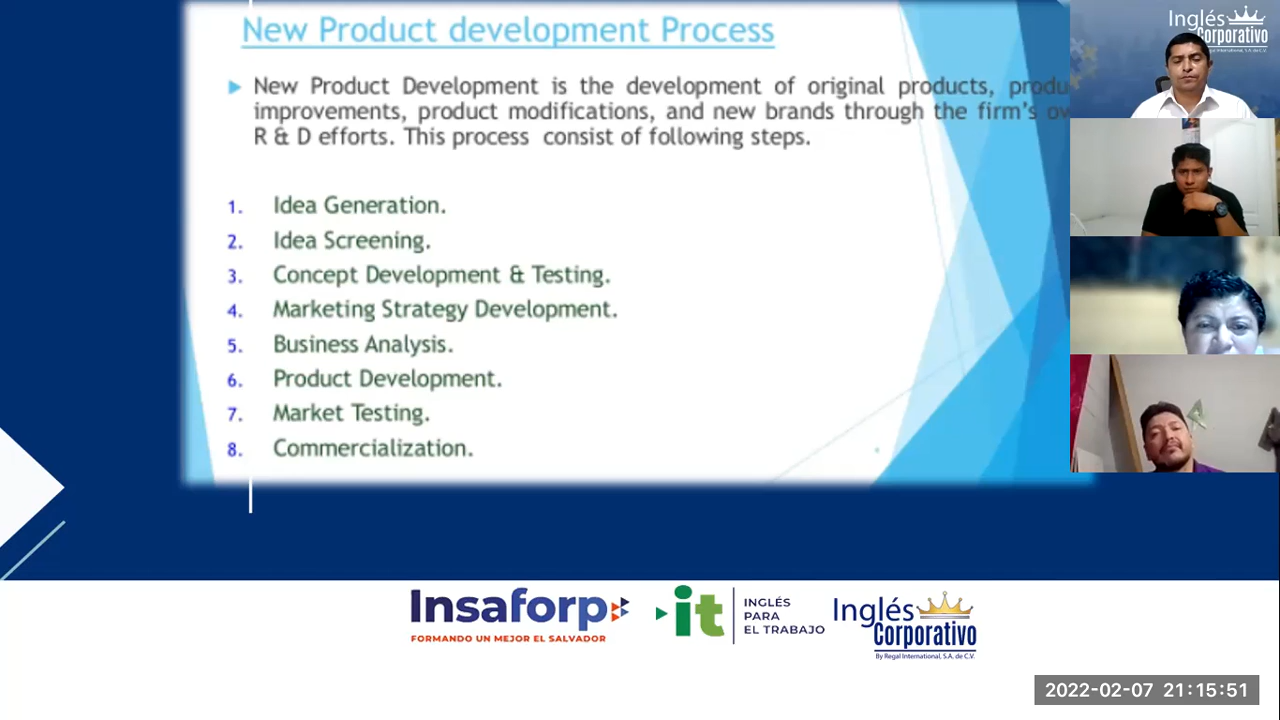 New Product development Process
New Product Development is the development of original products,
improvements, product modifications, and new brands through the firm's
R & D efforts. This process consist of following steps.
1. Idea Generation.
2. Idea Screening.
3. Concept Development & Testing.
4. Marketing Strategy Development.
5. Business Analysis.
6. Product Development.
7. Market Testing.
8. Commercialization.
Inglés
Corporativo
Insaforp
FORMANDO UN MEJOR EL SALVADOR
it
INGLÉS
PARA
EL TRABAJO
Inglés
Corporativo
By Regal International, S.A. de C.V.
2022-02-07 21:15:51